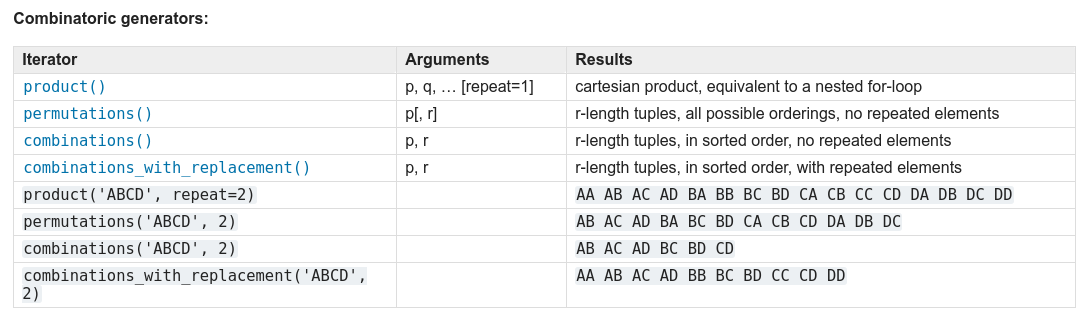 Combinatoric generators:
Iterator Arguments Results
product() p, q, … [repeat=1] cartesian product, equivalent to a nested for-loop
permutations() p[, r] r-length tuples, all possible orderings, no repeated elements
combinations() p, r r-length tuples, in sorted order, no repeated elements
combinations_with_replacement() p, r r-length tuples, in sorted order, with repeated elements
product('ABCD', repeat=2) AA AB AC AD BA BB BC BD CA CB CC CD DA DB DC DD
permutations('ABCD', 2) AB AC AD BA BC BD CA CB CD DA DB DC
combinations('ABCD', 2) AB AC AD BC BD CD
combinations_with_replacement('ABCD', AA AB AC AD BB BC BD CC CD DD
2)